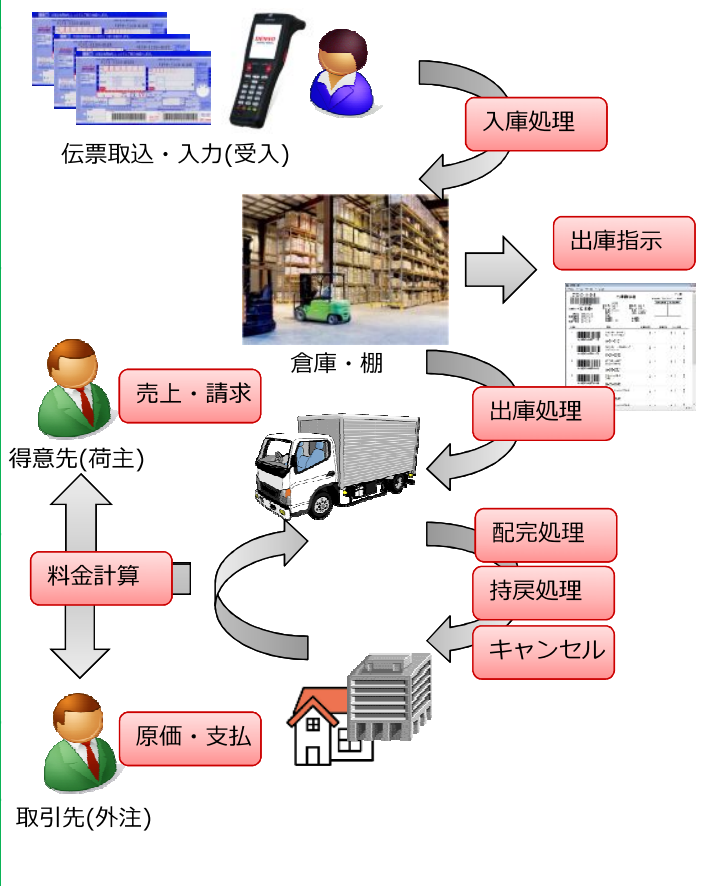 伝票取込・入力(受入)
入庫処理
出庫指示
倉庫・棚
売上・請求
出庫処理
得意先(荷主)
配完処理
料金計算
持戻処理
キャンセル
原価・支払
取引先(外注)